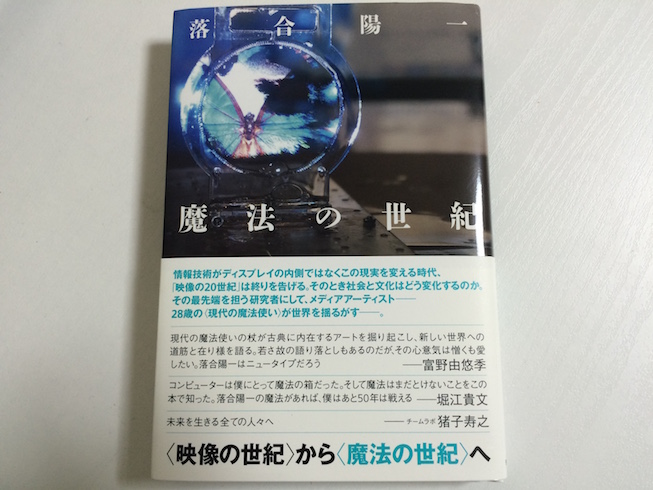 落合陽一
魔法の世紀
情報技術がディスプレイの内側ではなくこの現実を変える時代、
「映像の20世紀」は終りを告げる。そのとき社会と文化はどう変化するのか。
その最先端を担う研究者にして、メディアアーティスト——
28歳の〈現代の魔法使い〉が世界を揺るがす——。
現代の魔法使いの杖が古典に内在するアートを掘り起こし、新しい世界への
道筋と在り様を語る。若さ故の語り落としもあるのだが、その心意気は憎くも愛
したい。落合陽一はニュータイプだろう ——富野由悠季
コンピューターは僕にとって魔法の箱だった。そして魔法はまだとけないことをこの
本で知った。落合陽一の魔法があれば、僕はあと50年は戦える ——堀江貴文
未来を生きる全ての人々へ ——チームラボ 猪子寿之
〈映像の世紀〉から〈魔法の世紀〉へ